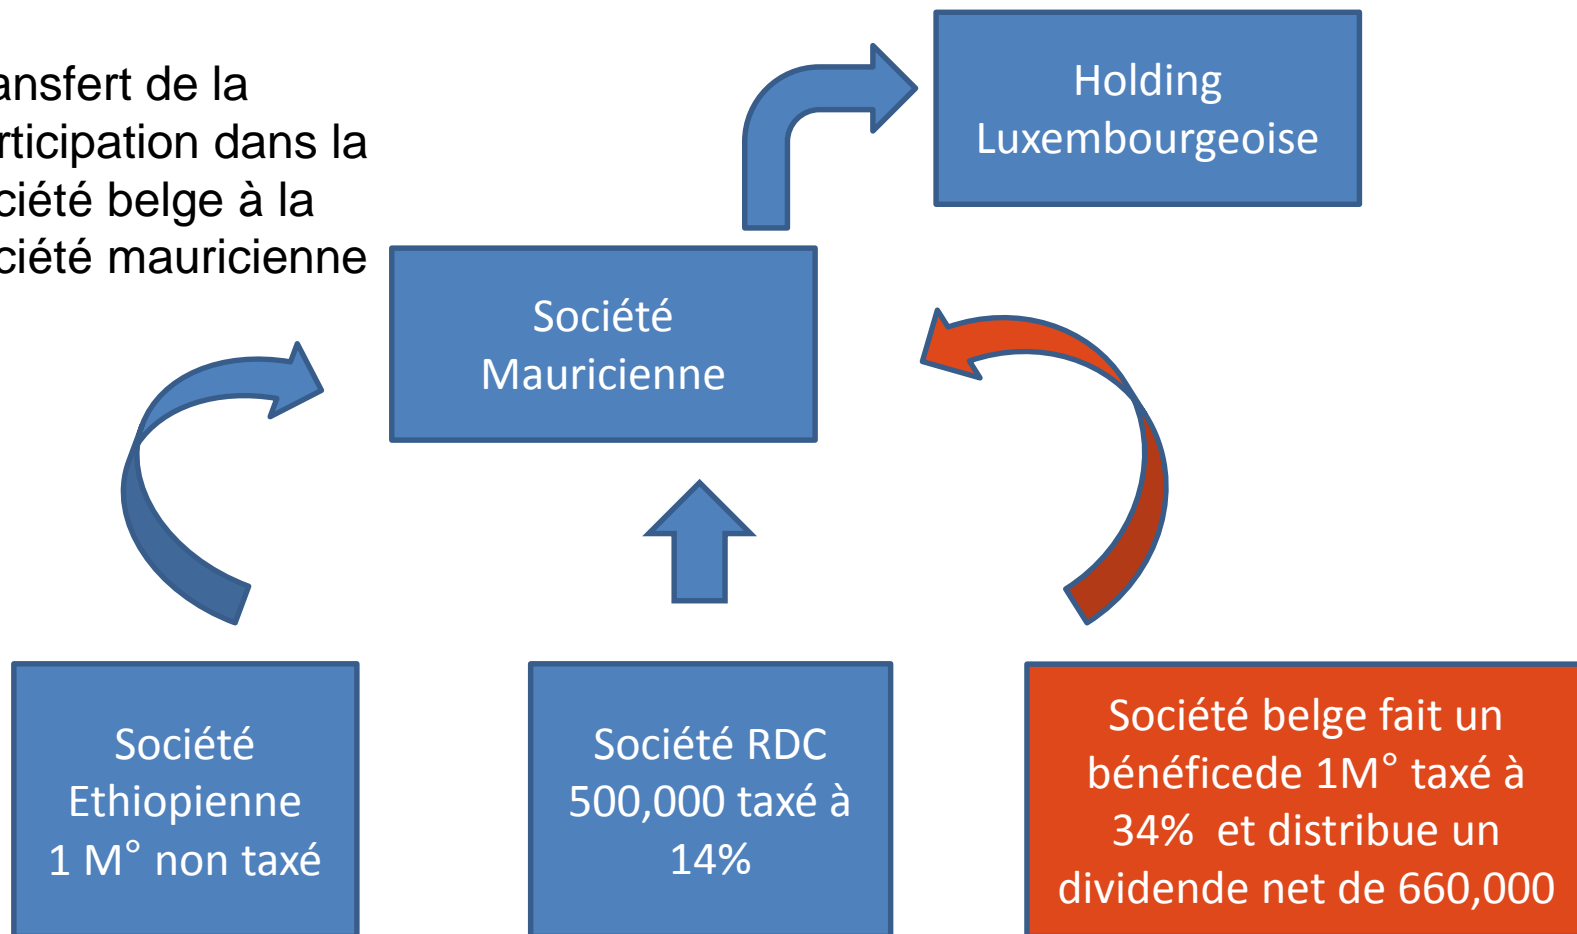 ansfert de la
rticipation dans la
ciété belge à la
ciété mauricienne
Holding
Luxembourgeoise
Société
Mauricienne
Société
Ethiopienne
1 M° non taxé
Société RDC
500,000 taxé à
14%
Société belge fait un
bénéficede 1M° taxé à
34% et distribue un
dividende net de 660,000